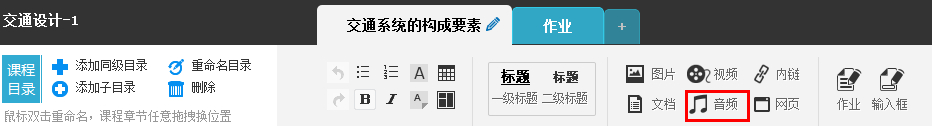 交通设计-1
交通系统的构成要素
作业
+
课程目录
添加同级目录
重命名目录
添加子目录
删除
鼠标双击重命名，课程章节任意拖拽换位置
A
B I A
标题
一级标题
标题
二级标题
图片
视频
内链
文档
音频
网页
作业
输入框